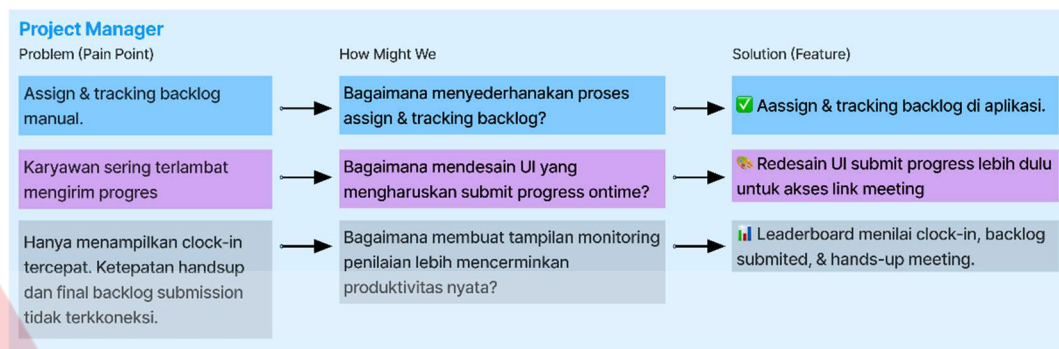 Project Manager
Problem (Pain Point)
How Might We
Solution (Feature)
Assign & tracking backlog
manual.
Bagaimana menyederhanakan proses
assign & tracking backlog?
✅ Aassign & tracking backlog di aplikasi.
Karyawan sering terlambat
mengirim progres
Bagaimana mendesain UI yang
mengharuskan submit progress ontime?
🎨 Redesain UI submit progress lebih dulu
untuk akses link meeting
Hanya menampilkan clock-in
tercepat. Ketepatan handsup
dan final backlog submission
tidak terkkoneksi.
Bagaimana membuat tampilan monitoring
penilaian lebih mencerminkan
produktivitas nyata?
📊 Leaderboard menilai clock-in, backlog
submited, & hands-up meeting.